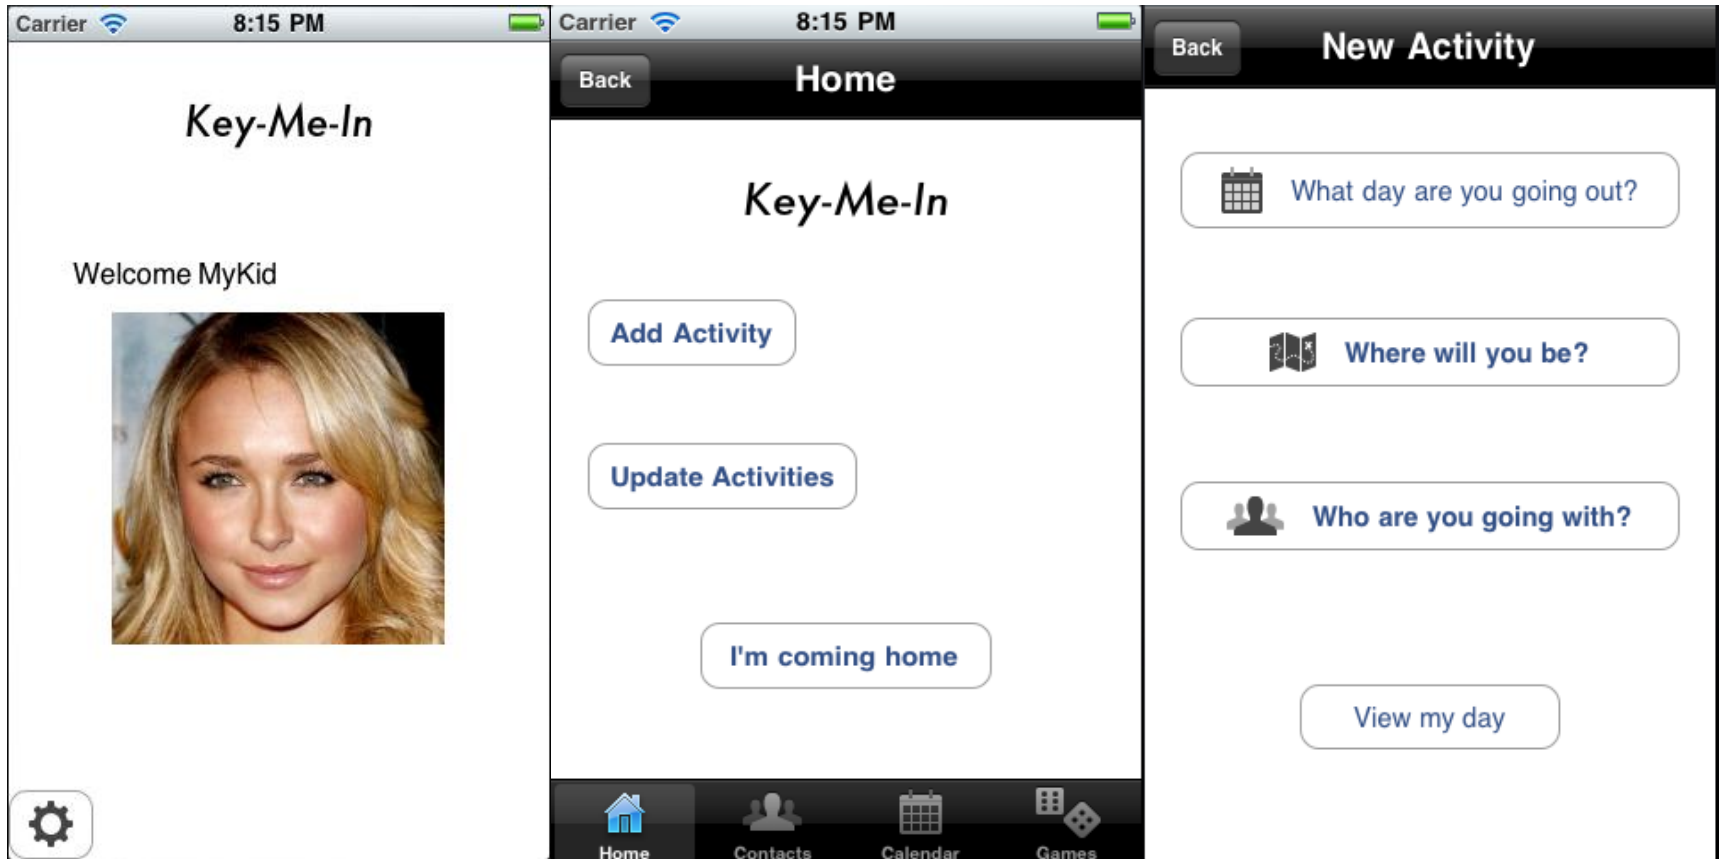 Carrier 8:15 PM
Key-Me-In
Welcome MyKid
Carrier 8:15 PM
Back Home
Key-Me-In
Add Activity
Update Activities
I'm coming home
Home Contacts Calendar Games
Back New Activity
What day are you going out?
Where will you be?
Who are you going with?
View my day